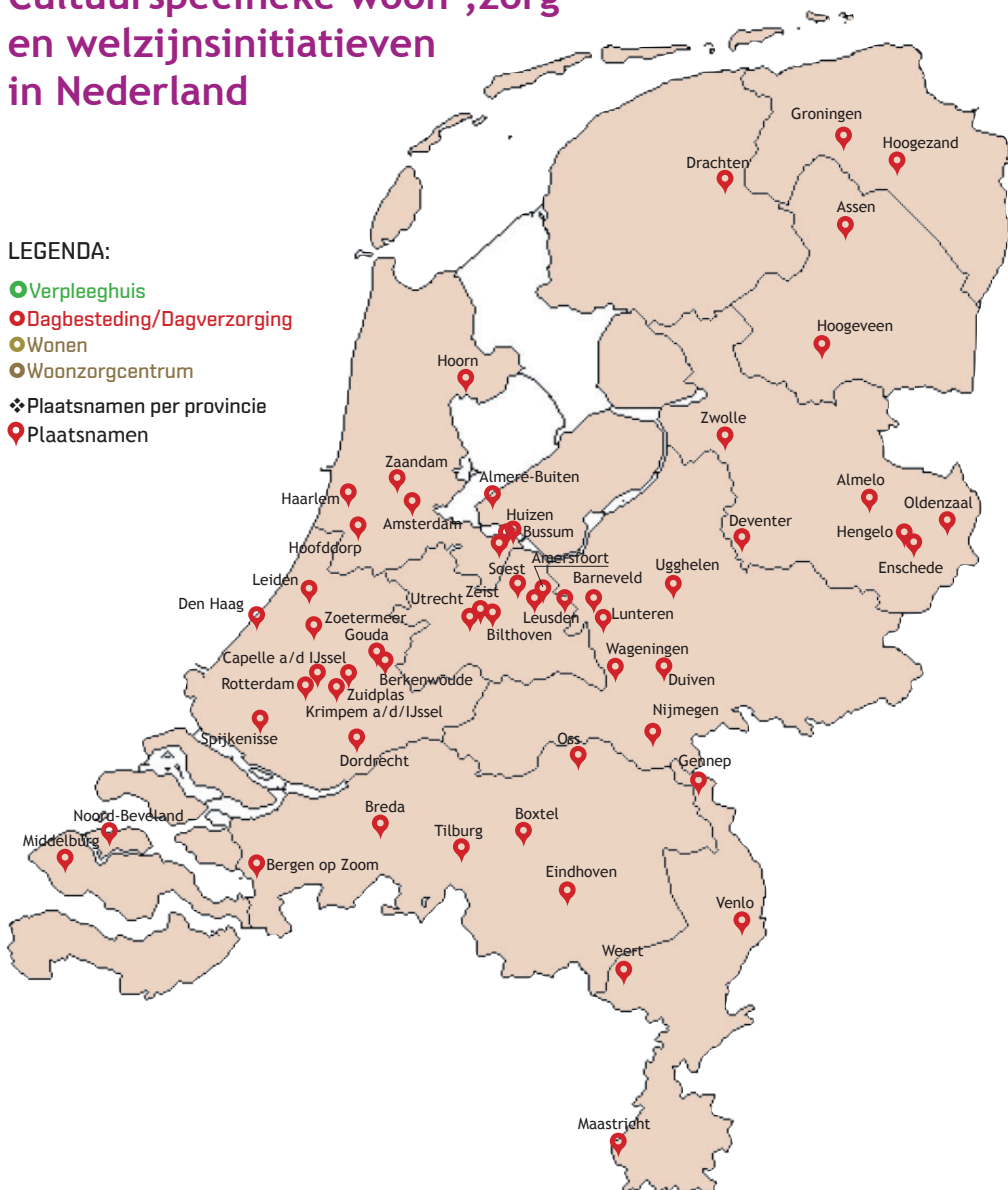 Cultuurspecifieke woon-,zorg
en welzijnsinitiatieven
in Nederland
LEGENDA:
Verpleeghuis
Dagbesteding/Dagverzorging
Wonen
Woonzorgcentrum
❖Plaatsnamen per provincie
Plaatsnamen
Groningen
Hoogezand
Drachten
Assen
Hoogeveen
Hoorn
Zwolle
Zaandam
Almere-Buiten
Almelo
Haarlem
Oldenzaal
Amsterdam
Huizen
Bussum
Deventer
Hengelo
Hoofddorp
Enschede
Amersfoort
Soest
Ugghelen
Leiden
Barneveld
Zeist
Utrecht
Den Haag
Leusden
Lunteren
Zoetermeer
Bilthoven
Gouda
Wageningen
Capelle a/d IJssel
Berkenwoude
Duiven
Rotterdam
Zuidplas
Krimpem a/d/IJssel
Nijmegen
Spijkenisse
Oss
Dordrecht
Gennep
Breda
Noord-Beveland
Boxtel
Tilburg
Middelburg
Bergen op Zoom
Eindhoven
Venlo
Weert
Maastricht